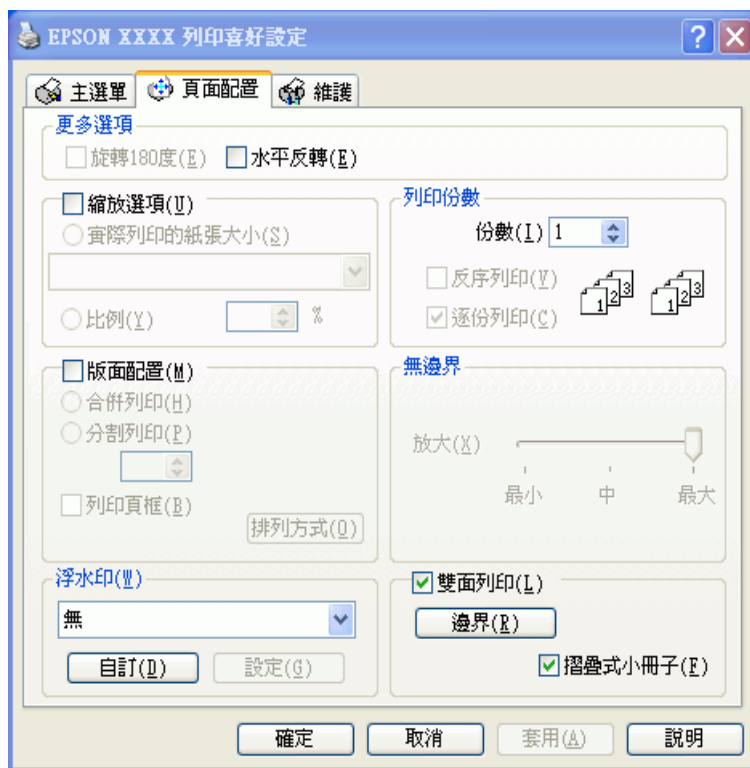 EPSON XXXX 列印喜好設定
主選單 頁面配置 維護
更多選項
旋轉180度(E) 水平反轉(E)
縮放選項(U)
實際列印的紙張大小(S)
比例(Y) %
列印份數
份數(I) 1
反序列印(V)
逐份列印(C)
1 2 3 1 2 3
版面配置(M)
合併列印(H)
分割列印(P)
列印頁框(B)
排列方式(O)
無邊界
放大(X)
最小 中 最大
浮水印(W)
無
自訂(D) 設定(G)
雙面列印(L)
邊界(R)
摺疊式小冊子(F)
確定 取消 套用(A) 說明